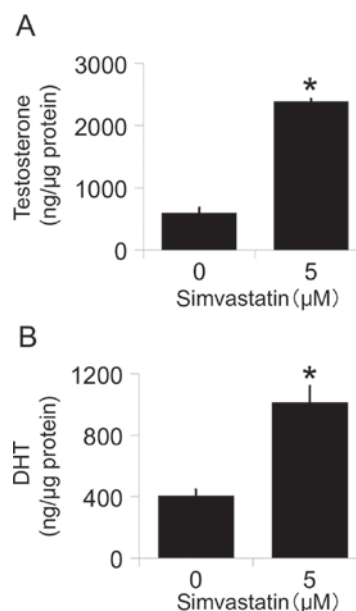 A
Testosterone
(ng/µg protein)
3000
2000
1000
0
*
0 5
Simvastatin (µM)
B
DHT
(ng/µg protein)
1200
800
400
0
*
0 5
Simvastatin (µM)